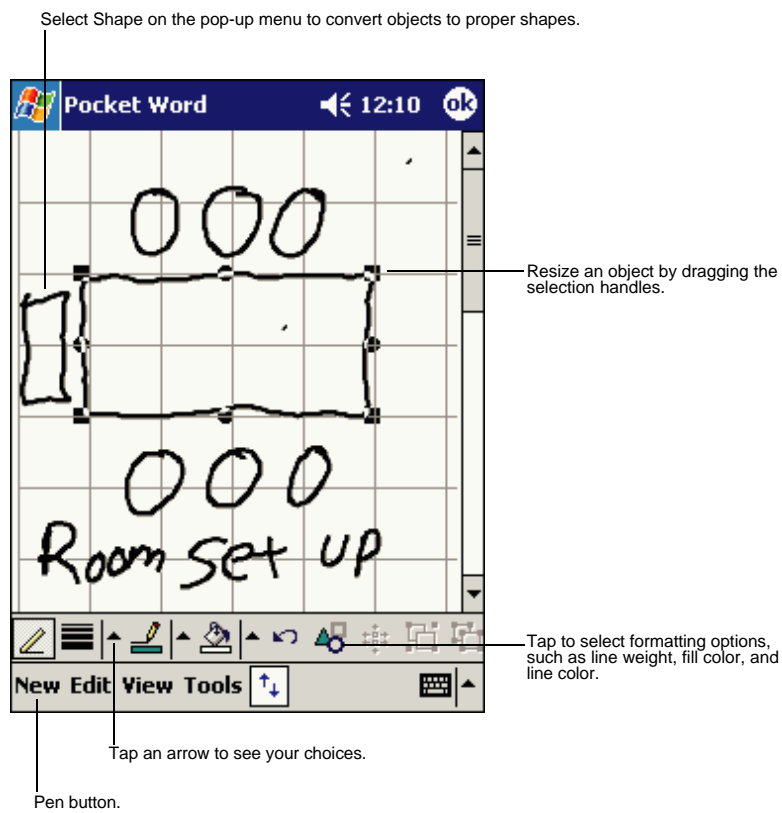 Select Shape on the pop-up menu to convert objects to proper shapes.
Pocket Word 12:10 ok
Resize an object by dragging the
selection handles.
Room set up
Tap to select formatting options,
such as line weight, fill color, and
line color.
New Edit View Tools
Tap an arrow to see your choices.
Pen button.